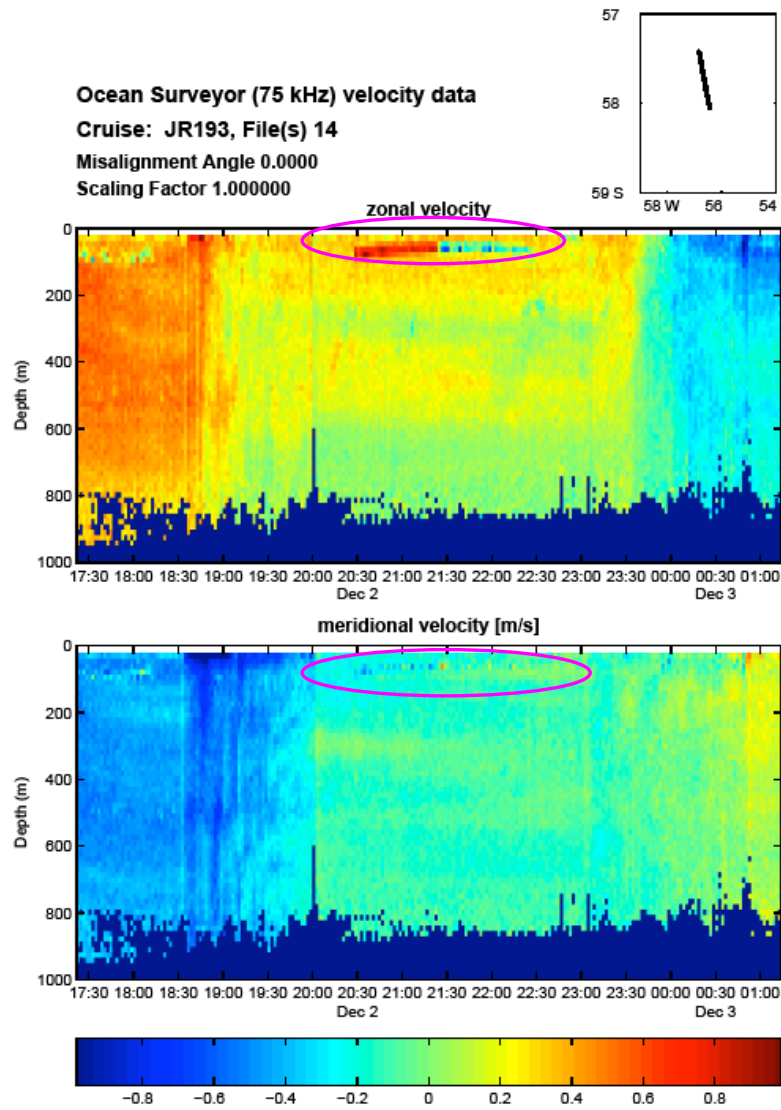 57
58
59 S
58 W 56 54
Ocean Surveyor (75 kHz) velocity data
Cruise: JR193, File(s) 14
Misalignment Angle 0.0000
Scaling Factor 1.000000
zonal velocity
0
200
400
600
800
1000
Depth (m)
17:30 18:00 18:30 19:00 19:30 20:00 20:30 21:00 21:30 22:00 22:30 23:00 23:30 00:00 00:30 01:00
Dec 2 Dec 3
meridional velocity [m/s]
0
200
400
600
800
1000
Depth (m)
17:30 18:00 18:30 19:00 19:30 20:00 20:30 21:00 21:30 22:00 22:30 23:00 23:30 00:00 00:30 01:00
Dec 2 Dec 3
−0.8 −0.6 −0.4 −0.2 0 0.2 0.4 0.6 0.8